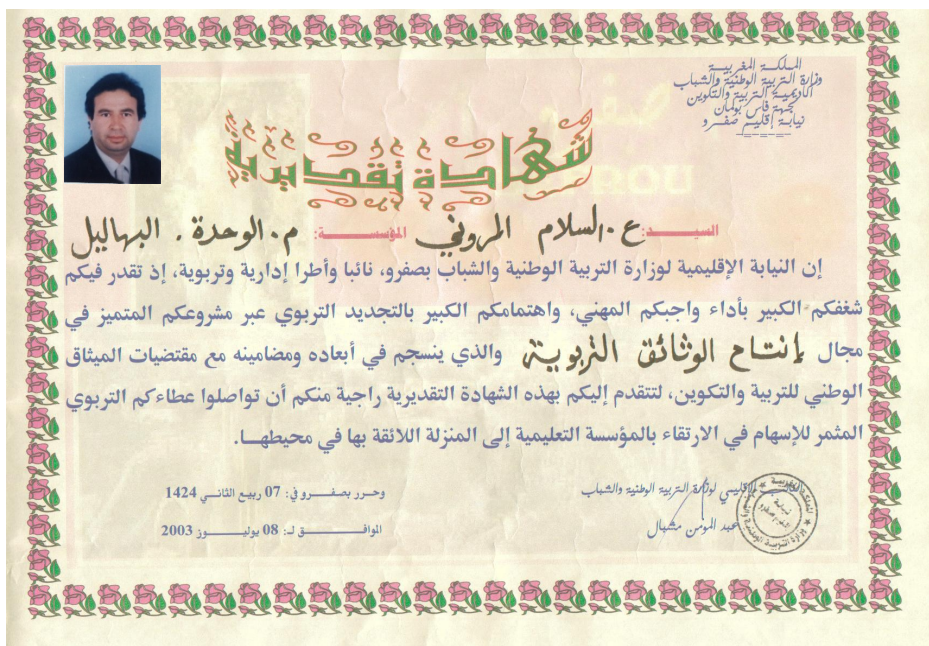 المملكة المغربية
وزارة التربية الوطنية والشباب
أكاديمية التربية والتكوين
لجهة فاس بولمان
نيابة إقليم صفرو
شهادة تقديرية
السيد: ع. السلام المروني المؤسسة: م. الوحدة. البهاليل
إن النيابة الإقليمية لوزارة التربية الوطنية والشباب بصفرو، نائبا وأطرا إدارية وتربوية، إذ تقدر فيكم
شغفكم الكبير بأداء واجبكم المهني، واهتمامكم الكبير بالتجديد التربوي عبر مشروعكم المتميز في
مجال إنتاج الوثائق التربوية والذي ينسجم في أبعاده ومضامينه مع مقتضيات الميثاق
الوطني للتربية والتكوين، لتتقدم إليكم بهذه الشهادة التقديرية راجية منكم أن تواصلوا عطاءكم التربوي
المثمر للإسهام في الارتقاء بالمؤسسة التعليمية إلى المنزلة اللائقة بها في محيطها.
وحرر بصفرو في: 07 ربيع الثاني 1424
الموافق لـ: 08 يوليوز 2003
النائب الإقليمي لوزارة التربية الوطنية والشباب
عبد المومن مشبال